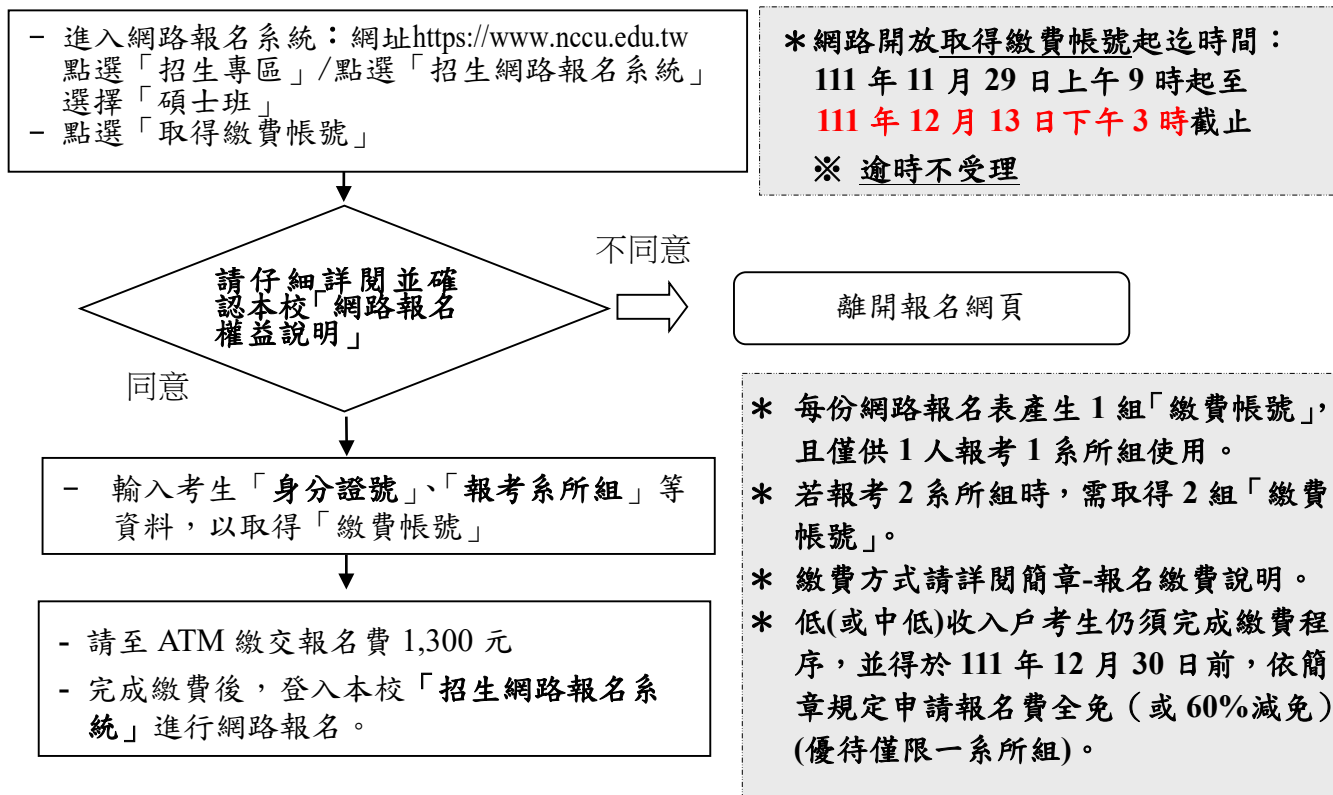 － 進入網路報名系統：網址https://www.nccu.edu.tw
點選「招生專區」/點選「招生網路報名系統」
選擇「碩士班」
－ 點選「取得繳費帳號」
＊網路開放取得繳費帳號起迄時間：
111 年 11 月 29 日上午 9 時起至
111 年 12 月 13 日下午 3 時截止
※ 逾時不受理
請仔細詳閱並確
認本校「網路報名
權益說明」
不同意
離開報名網頁
同意
－ 輸入考生「身分證號」、「報考系所組」等
資料，以取得「繳費帳號」
- 請至 ATM 繳交報名費 1,300 元
- 完成繳費後，登入本校「招生網路報名系
統」進行網路報名。
＊ 每份網路報名表產生 1 組「繳費帳號」，
且僅供 1 人報考 1 系所組使用。
＊ 若報考 2 系所組時，需取得 2 組「繳費
帳號」。
＊ 繳費方式請詳閱簡章-報名繳費說明。
＊ 低(或中低)收入戶考生仍須完成繳費程
序，並得於 111 年 12 月 30 日前，依簡
章規定申請報名費全免（或 60%減免）
(優待僅限一系所組)。